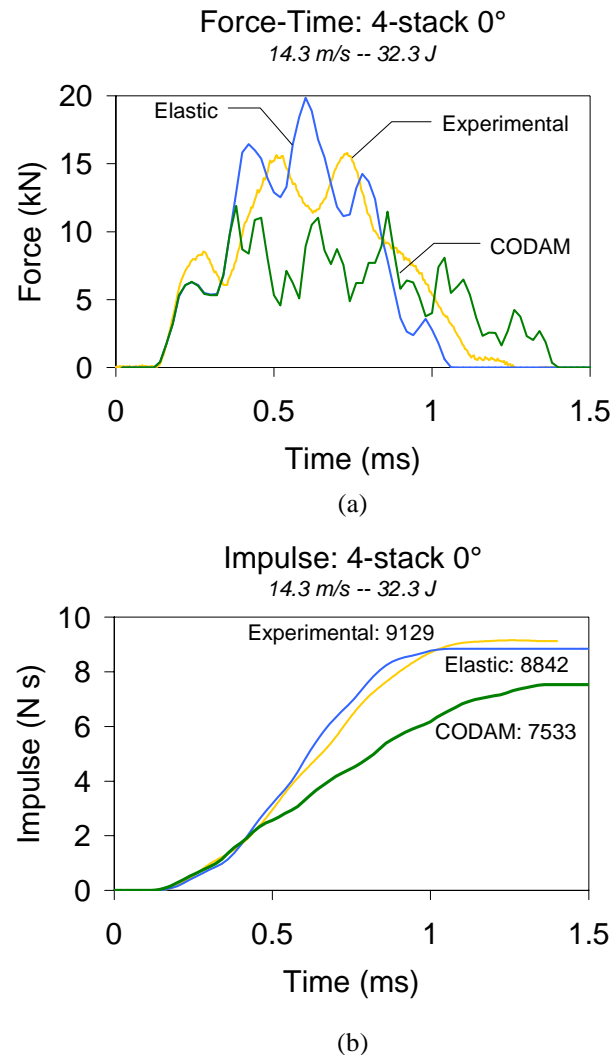 Force-Time: 4-stack 0°
14.3 m/s -- 32.3 J
20
15
10
5
0
Force (kN)
Elastic
Experimental
CODAM
0 0.5 1 1.5
Time (ms)
(a)
Impulse: 4-stack 0°
14.3 m/s -- 32.3 J
10
8
6
4
2
0
Impulse (N s)
Experimental: 9129
Elastic: 8842
CODAM: 7533
0 0.5 1 1.5
Time (ms)
(b)